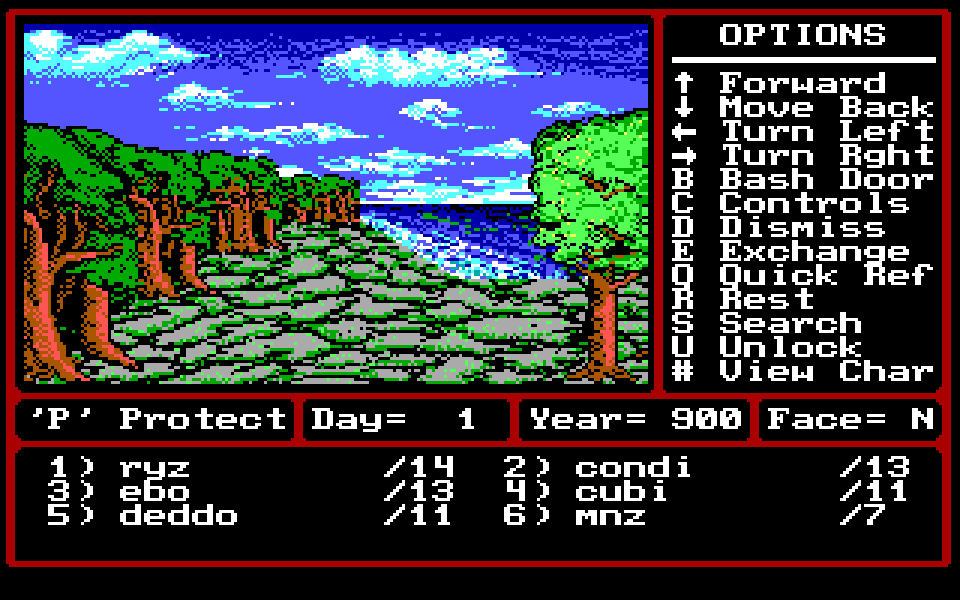 OPTIONS
↑ Forward
↓ Move Back
← Turn Left
→ Turn Rght
B Bash Door
C Controls
D Dismiss
E Exchange
Q Quick Ref
R Rest
S Search
U Unlock
# View Char
'P' Protect Day= 1 Year= 900 Face= N
1) ryz /14 2) condi /13
3) ebo /13 4) cubi /11
5) deddo /11 6) mnz /7